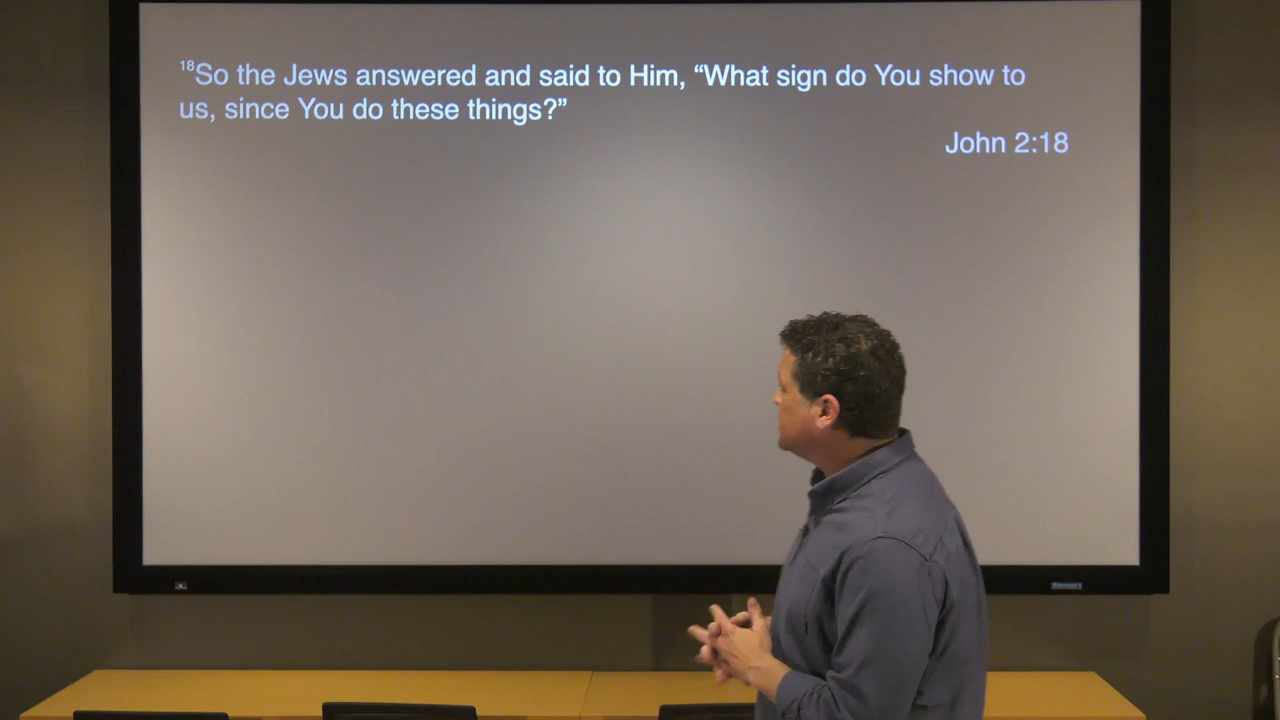 18So the Jews answered and said to Him, “What sign do You show to
us, since You do these things?”
John 2:18